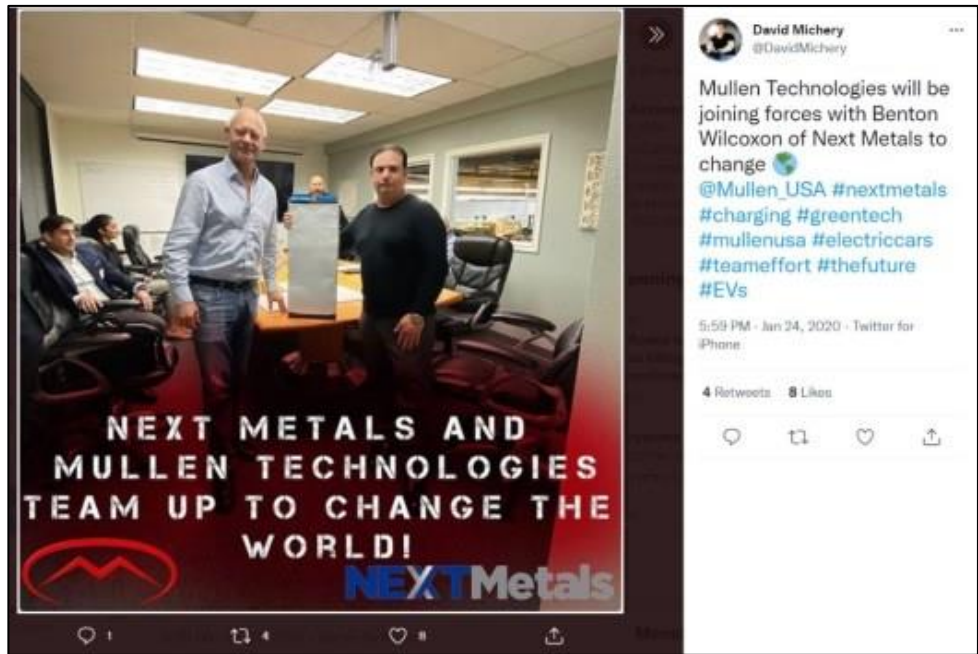 NEXT METALS AND
MULLEN TECHNOLOGIES
TEAM UP TO CHANGE THE
WORLD!
NEXTMetals
1
4
8
David Michery
@DavidMichery
Mullen Technologies will be
joining forces with Benton
Wilcoxon of Next Metals to
change 🌎
@Mullen_USA #nextmetals
#charging #greentech
#mullenusa #electriccars
#teameffort #thefuture
#EVs
5:59 PM · Jan 24, 2020 · Twitter for
iPhone
4 Retweets 8 Likes